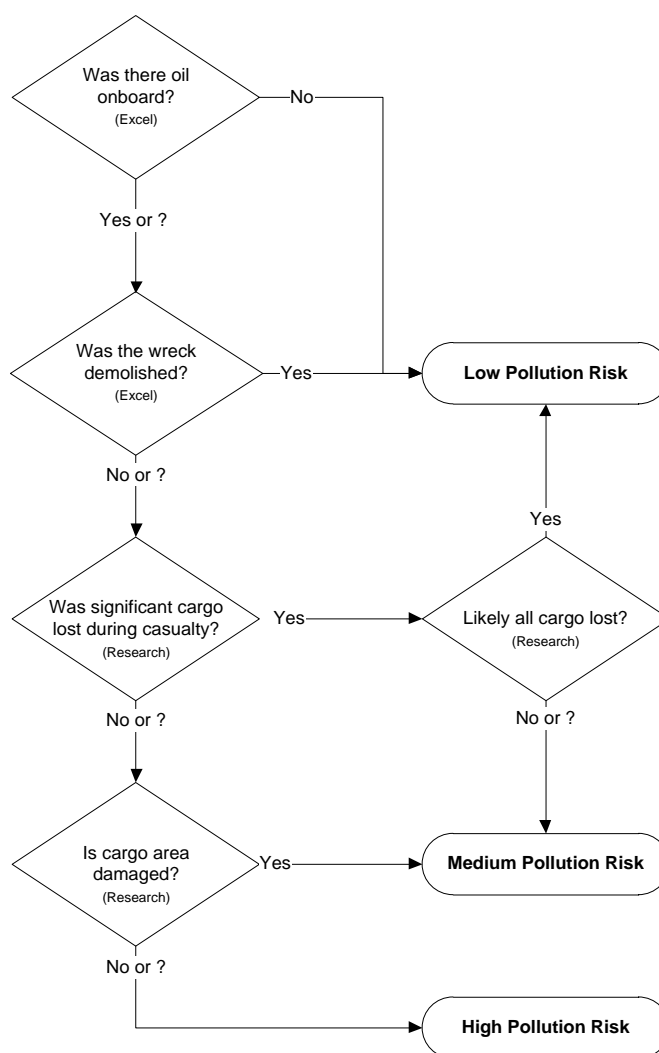 Was there oil
onboard?
(Excel)
No
Yes or ?
Was the wreck
demolished?
(Excel)
Yes
Low Pollution Risk
No or ?
Yes
Was significant cargo
lost during casualty?
(Research)
Yes
Likely all cargo lost?
(Research)
No or ?
No or ?
Is cargo area
damaged?
(Research)
Yes
Medium Pollution Risk
No or ?
High Pollution Risk